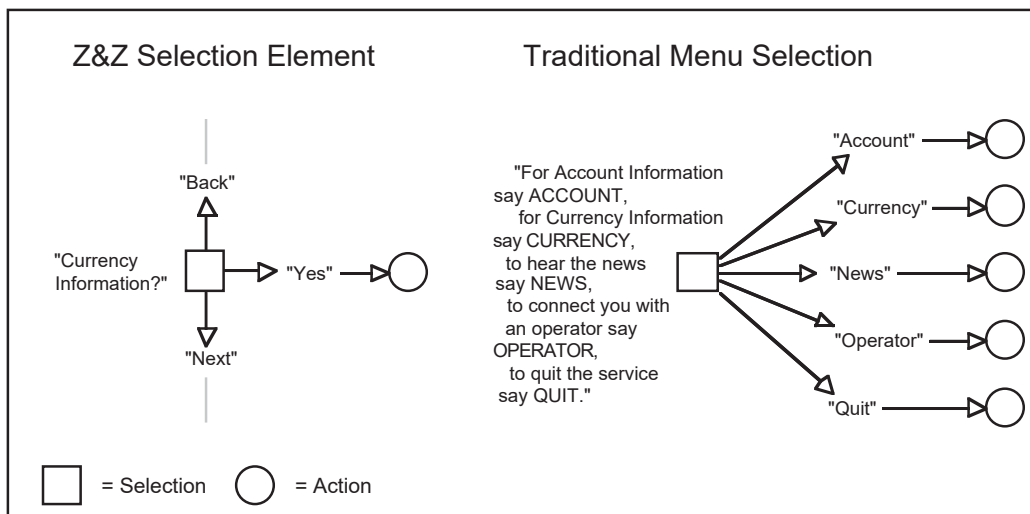 Z&Z Selection Element
"Back"
"Currency
Information?"
"Yes"
"Next"
Traditional Menu Selection
"For Account Information
say ACCOUNT,
for Currency Information
say CURRENCY,
to hear the news
say NEWS,
to connect you with
an operator say
OPERATOR,
to quit the service
say QUIT."
"Account"
"Currency"
"News"
"Operator"
"Quit"
= Selection
= Action